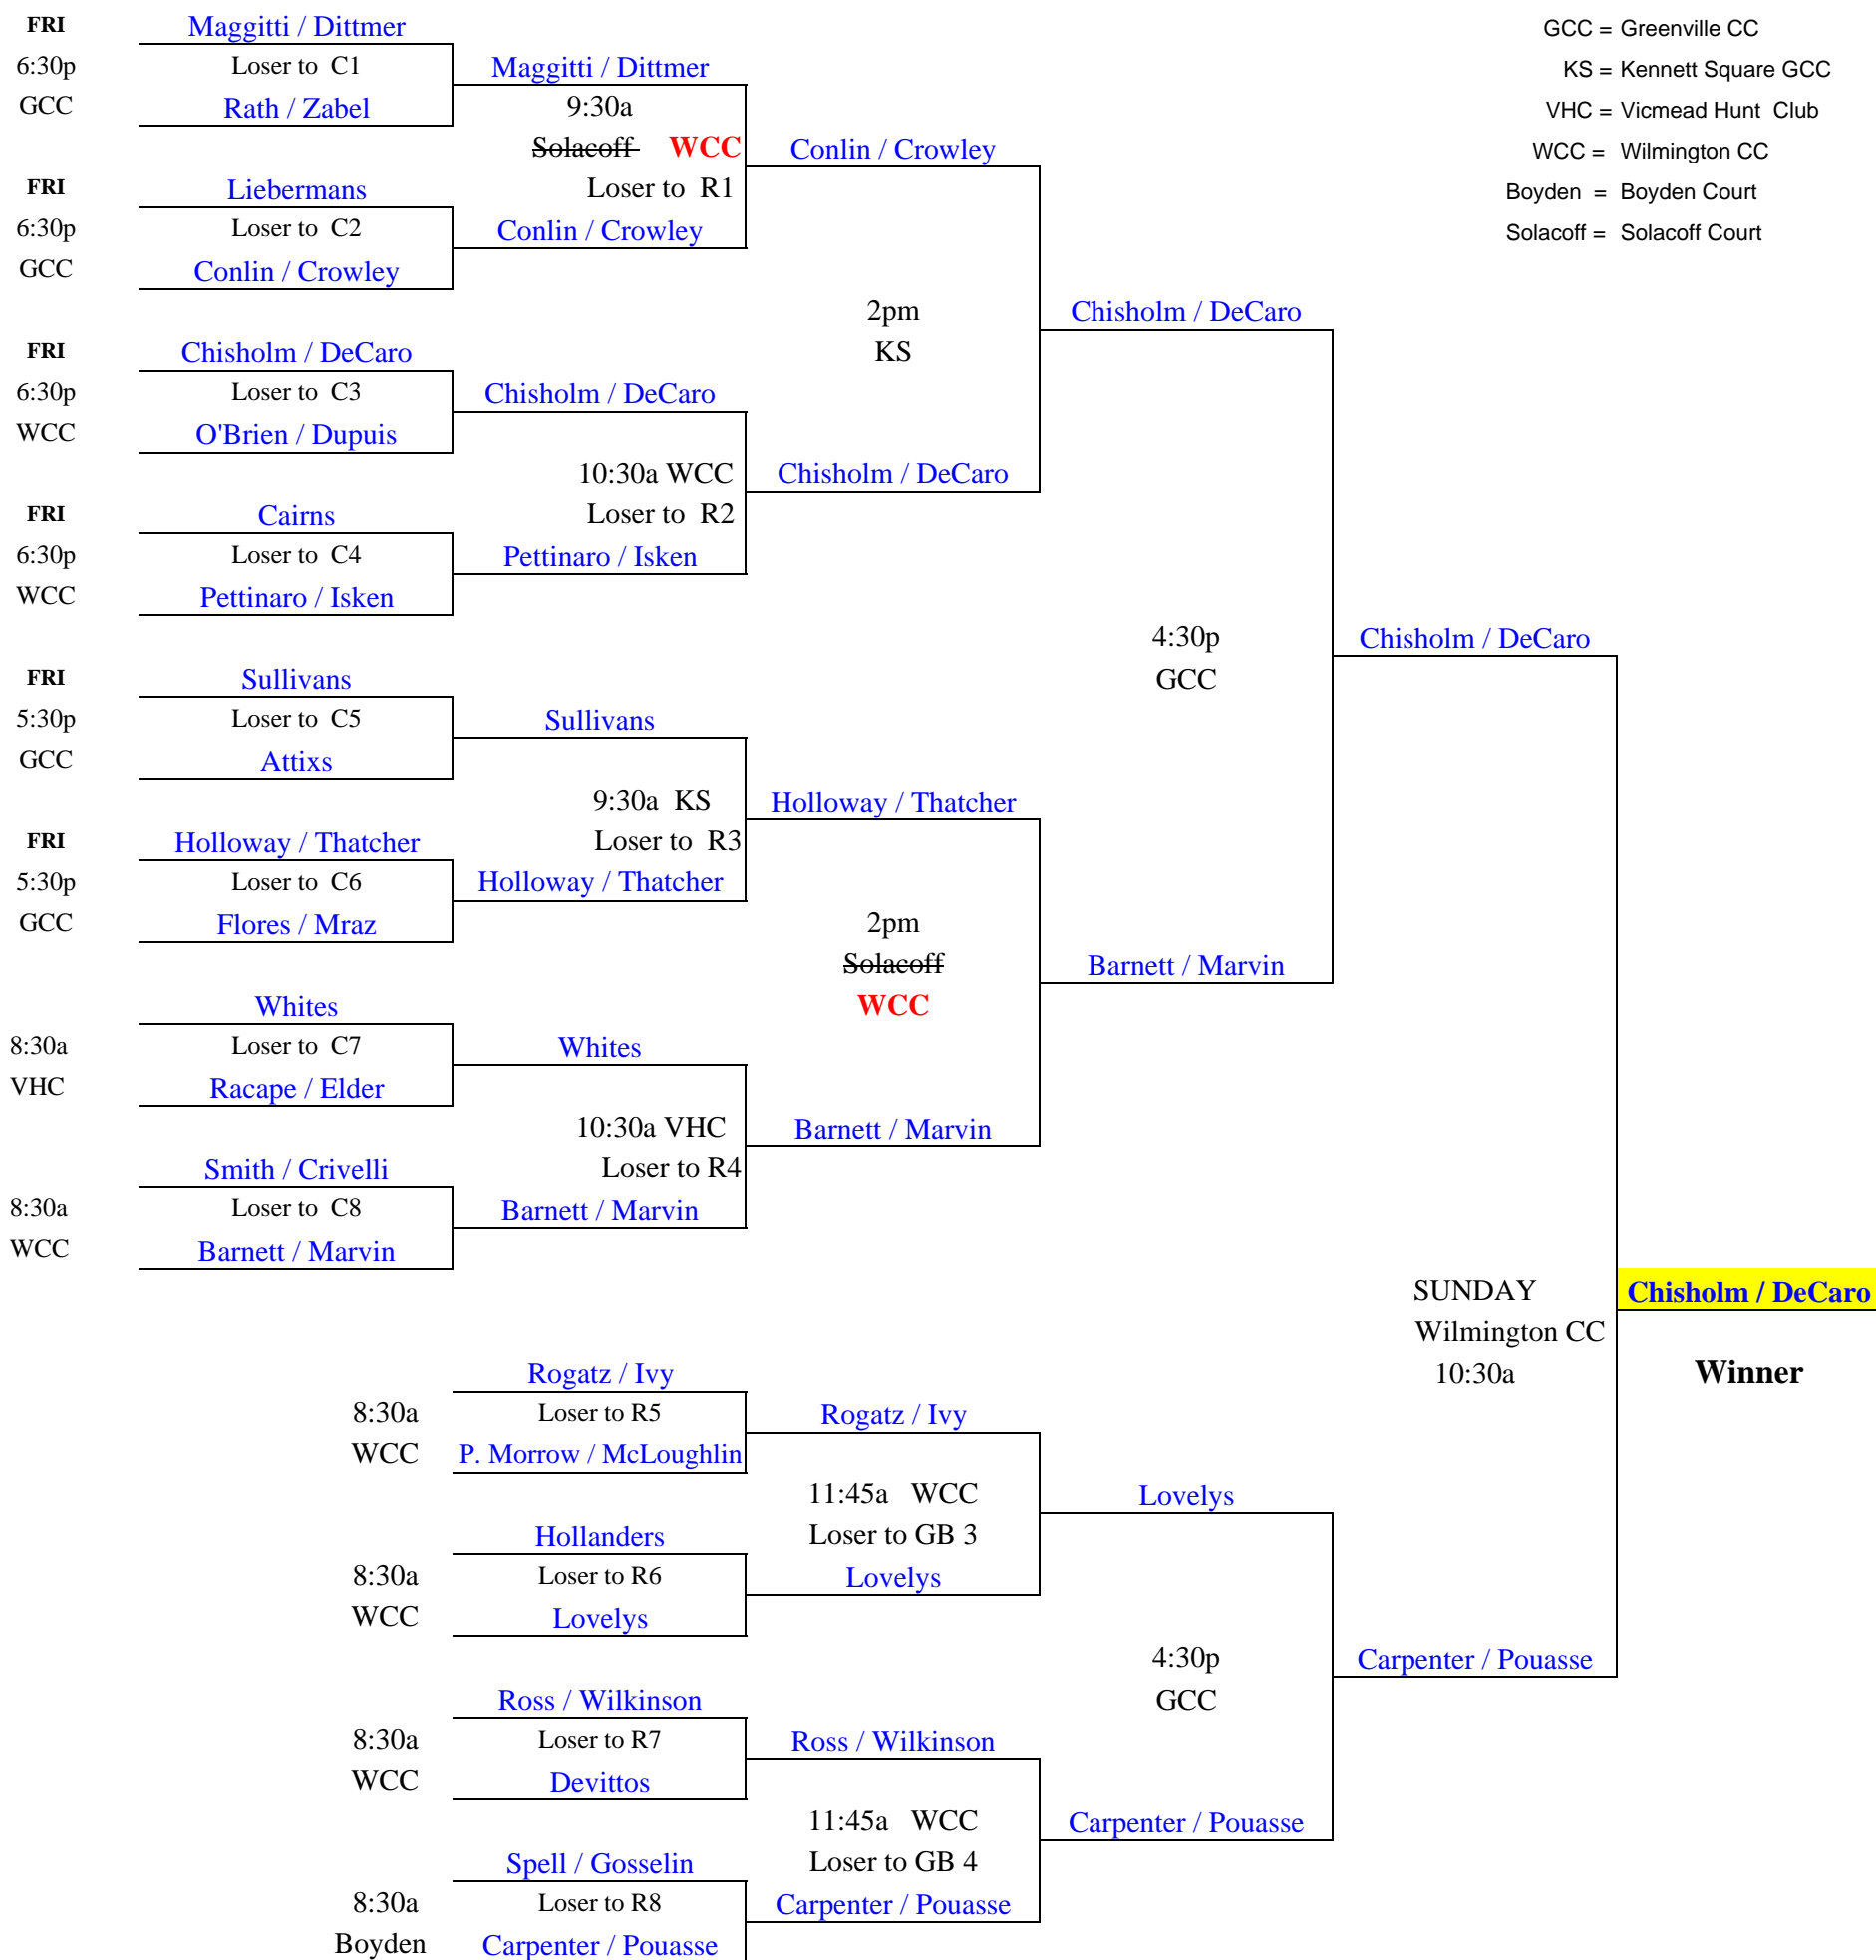 FRI Maggitti / Dittmer GCC = Greenville CC
6:30p Loser to C1 Maggitti / Dittmer KS = Kennett Square GCC
GCC Rath / Zabel 9:30a VHC = Vicmead Hunt Club
Solacoff WCC Conlin / Crowley WCC = Wilmington CC
FRI Liebermans Loser to R1 Boyden = Boyden Court
6:30p Loser to C2 Conlin / Crowley Solacoff = Solacoff Court
GCC Conlin / Crowley
2pm Chisholm / DeCaro
FRI Chisholm / DeCaro KS
6:30p Loser to C3 Chisholm / DeCaro
WCC O'Brien / Dupuis
10:30a WCC Chisholm / DeCaro
FRI Cairns Loser to R2
6:30p Loser to C4 Pettinaro / Isken
WCC Pettinaro / Isken
4:30p Chisholm / DeCaro
FRI Sullivans GCC
5:30p Loser to C5 Sullivans
GCC Attixs
9:30a KS Holloway / Thatcher
FRI Holloway / Thatcher Loser to R3
5:30p Loser to C6 Holloway / Thatcher
GCC Flores / Mraz 2pm
Solacoff Barnett / Marvin
Whites WCC
8:30a Loser to C7 Whites
VHC Racape / Elder
10:30a VHC Barnett / Marvin
Smith / Crivelli Loser to R4
8:30a Loser to C8 Barnett / Marvin
WCC Barnett / Marvin
SUNDAY Chisholm / DeCaro
Wilmington CC
Rogatz / Ivy 10:30a Winner
8:30a Loser to R5 Rogatz / Ivy
WCC P. Morrow / McLoughlin
11:45a WCC Lovelys
Hollanders Loser to GB 3
8:30a Loser to R6 Lovelys
WCC Lovelys
4:30p Carpenter / Pouasse
Ross / Wilkinson GCC
8:30a Loser to R7 Ross / Wilkinson
WCC Devittos
11:45a WCC Carpenter / Pouasse
Spell / Gosselin Loser to GB 4
8:30a Loser to R8 Carpenter / Pouasse
Boyden Carpenter / Pouasse